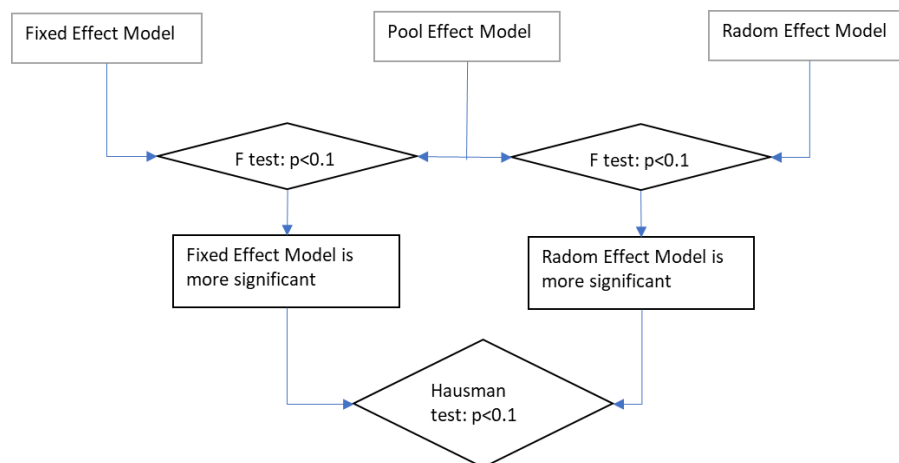 Fixed Effect Model
Pool Effect Model
Radom Effect Model
F test: p<0.1
F test: p<0.1
Fixed Effect Model is
more significant
Radom Effect Model is
more significant
Hausman
test: p<0.1